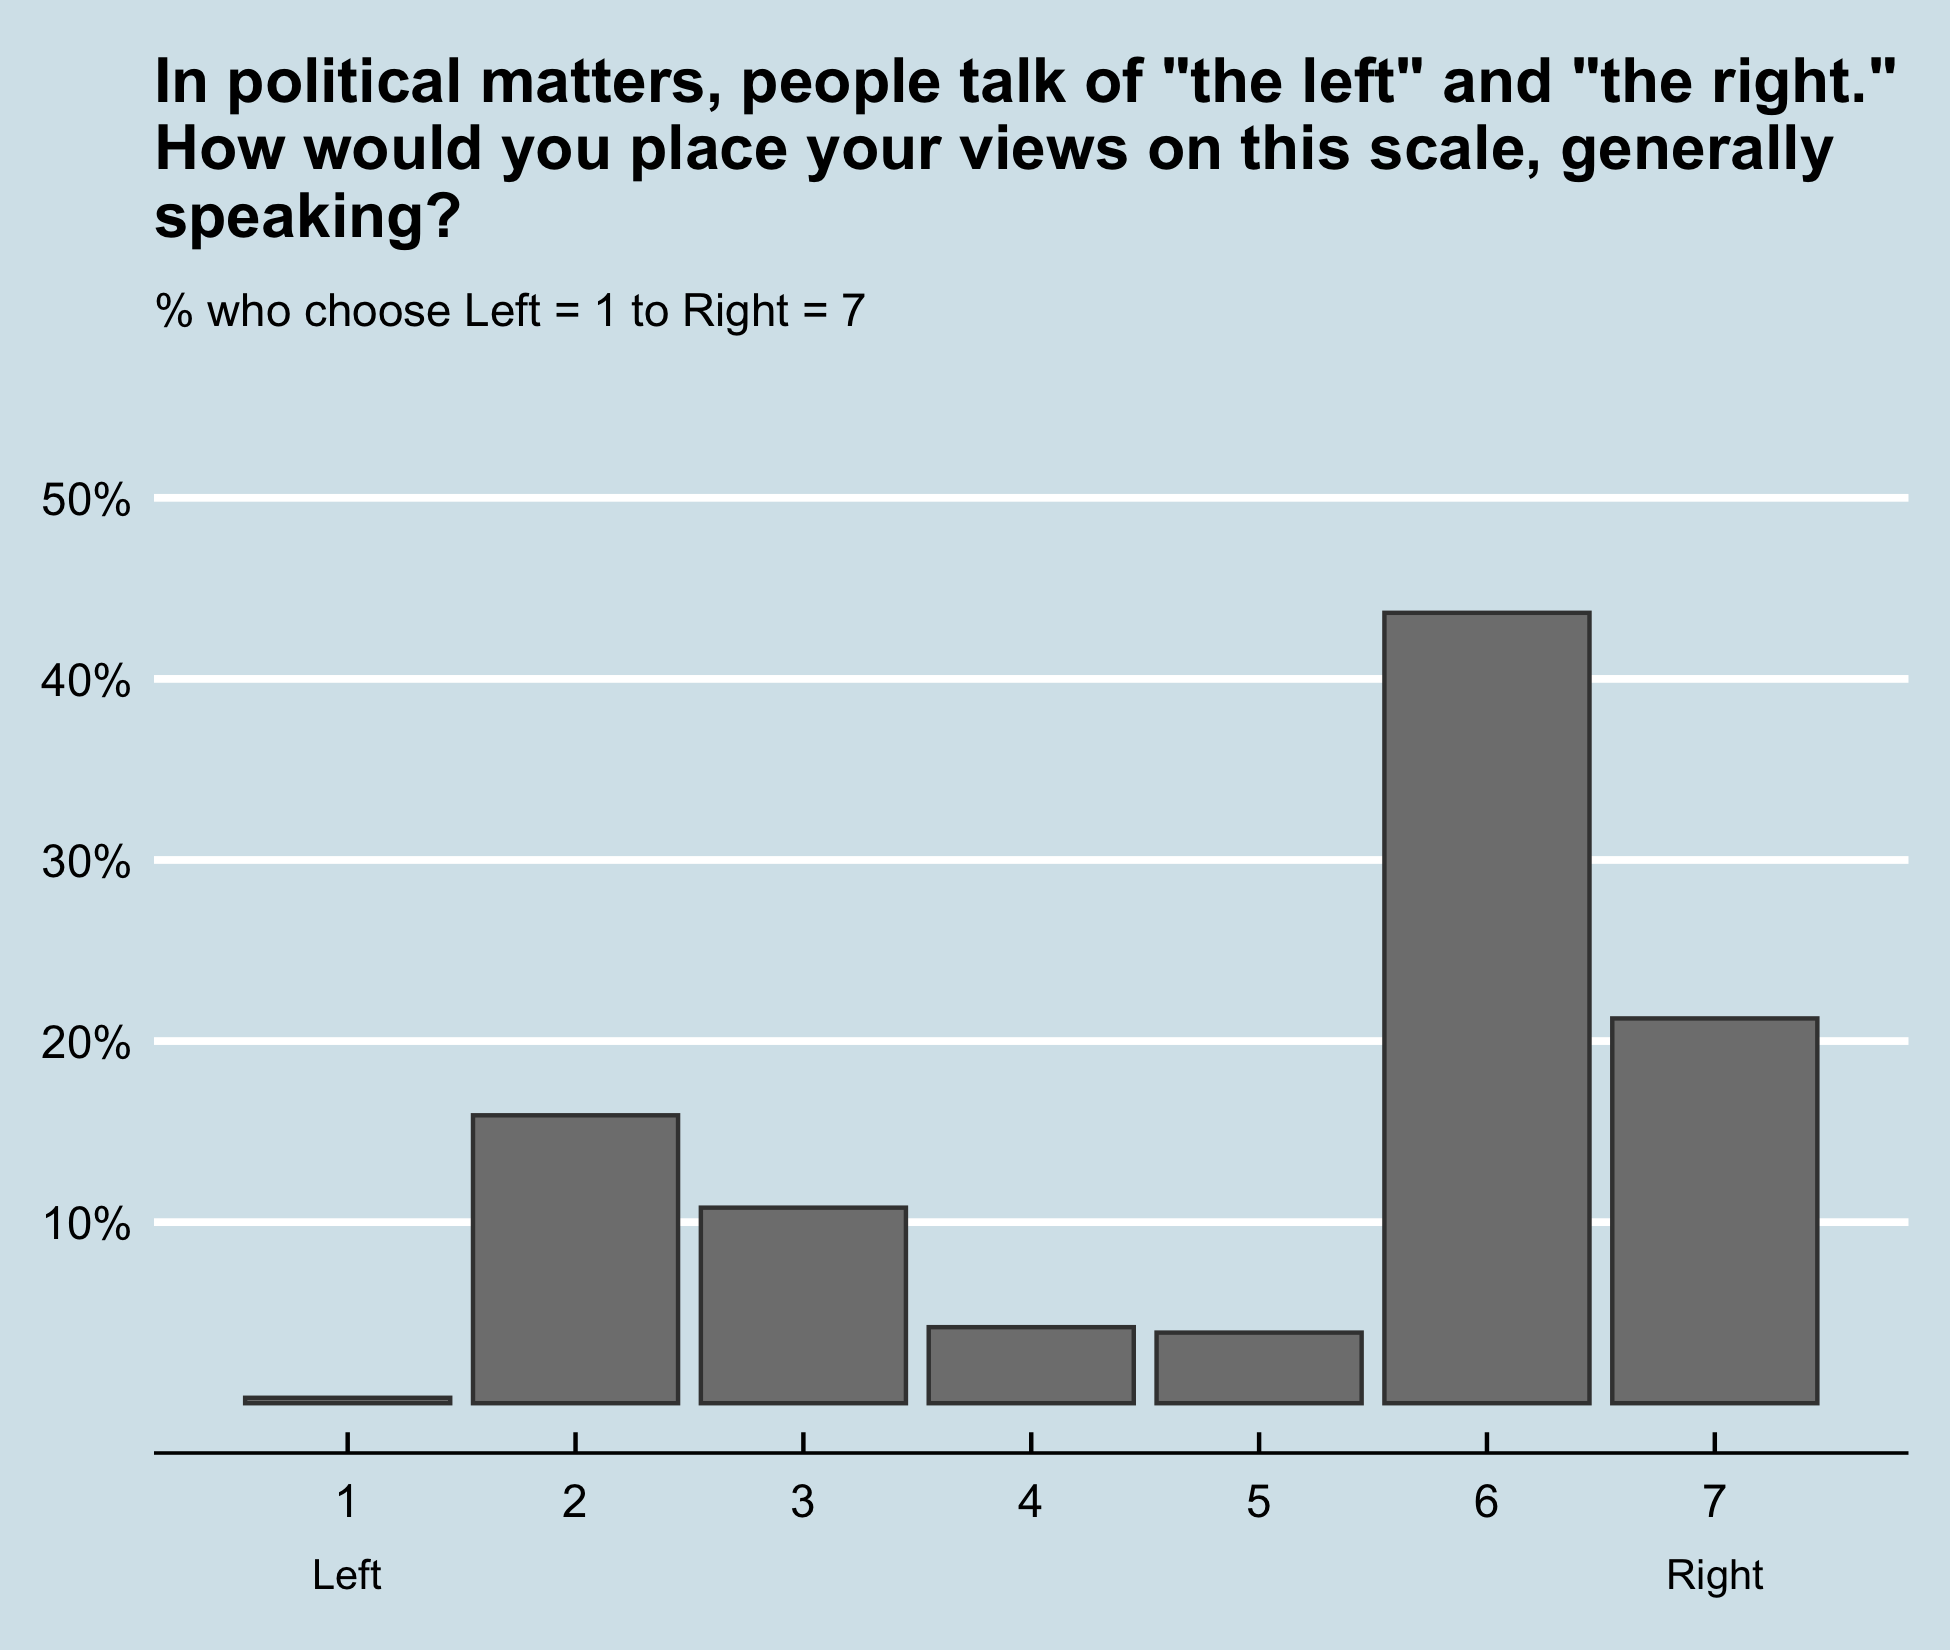 In political matters, people talk of "the left" and "the right."
How would you place your views on this scale, generally
speaking?
% who choose Left = 1 to Right = 7
50%
40%
30%
20%
10%
1 2 3 4 5 6 7
Left Right